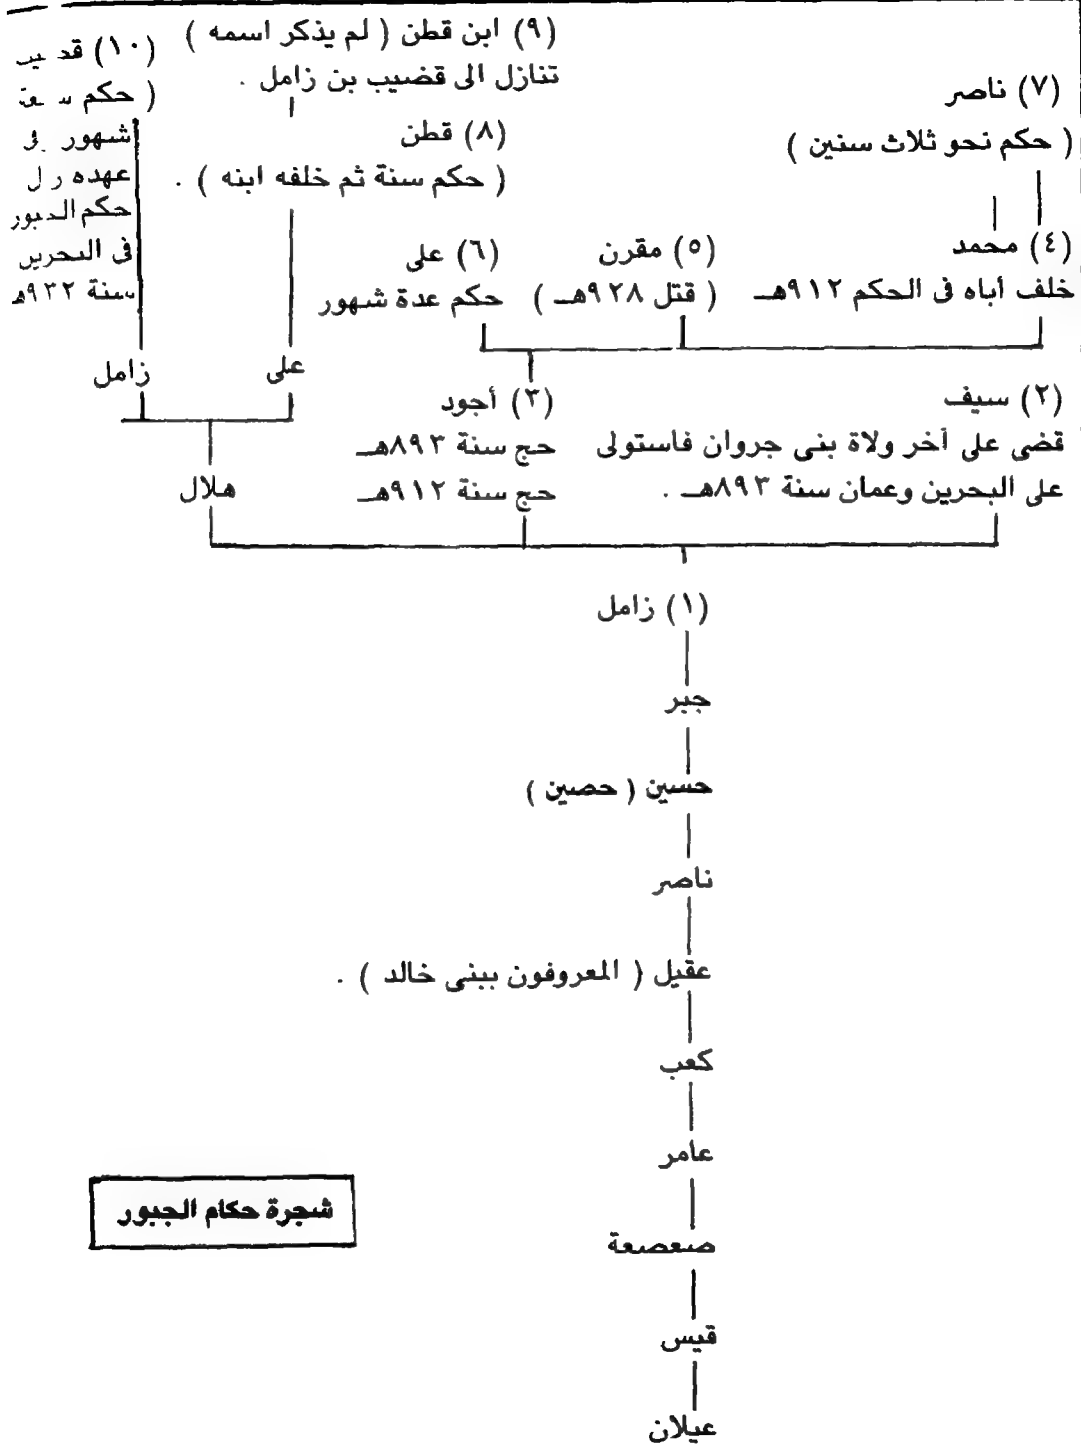 (٧) ناصر
( حكم نحو ثلاث سنين )
(٩) ابن قطن ( لم يذكر اسمه )
تنازل الى قضيب بن زامل .
(٨) قطن
( حكم سنة ثم خلفه ابنه ) .
(١٠)
( حكم
شهور
عهده
حكم الجبور
فى البحرين
سنة ٩٣٢هـ
(٤) محمد
خلف أباه فى الحكم ٩١٢هـ
(٥) مقرن
( قتل ٩٢٨هـ )
(٦) على
حكم عدة شهور
على
زامل
(٢) سيف
قضى على آخر ولاة بنى جروان فاستولى
على البحرين وعمان سنة ٨٩٣هـ .
(٣) أجود
حج سنة ٨٩٣هـ
حج سنة ٩١٢هـ
هلال
(١) زامل
جبر
حسين ( حصين )
ناصر
عقيل ( المعروفون ببنى خالد ) .
كعب
عامر
شجرة حكام الجبور
صعصعة
قيس
عيلان